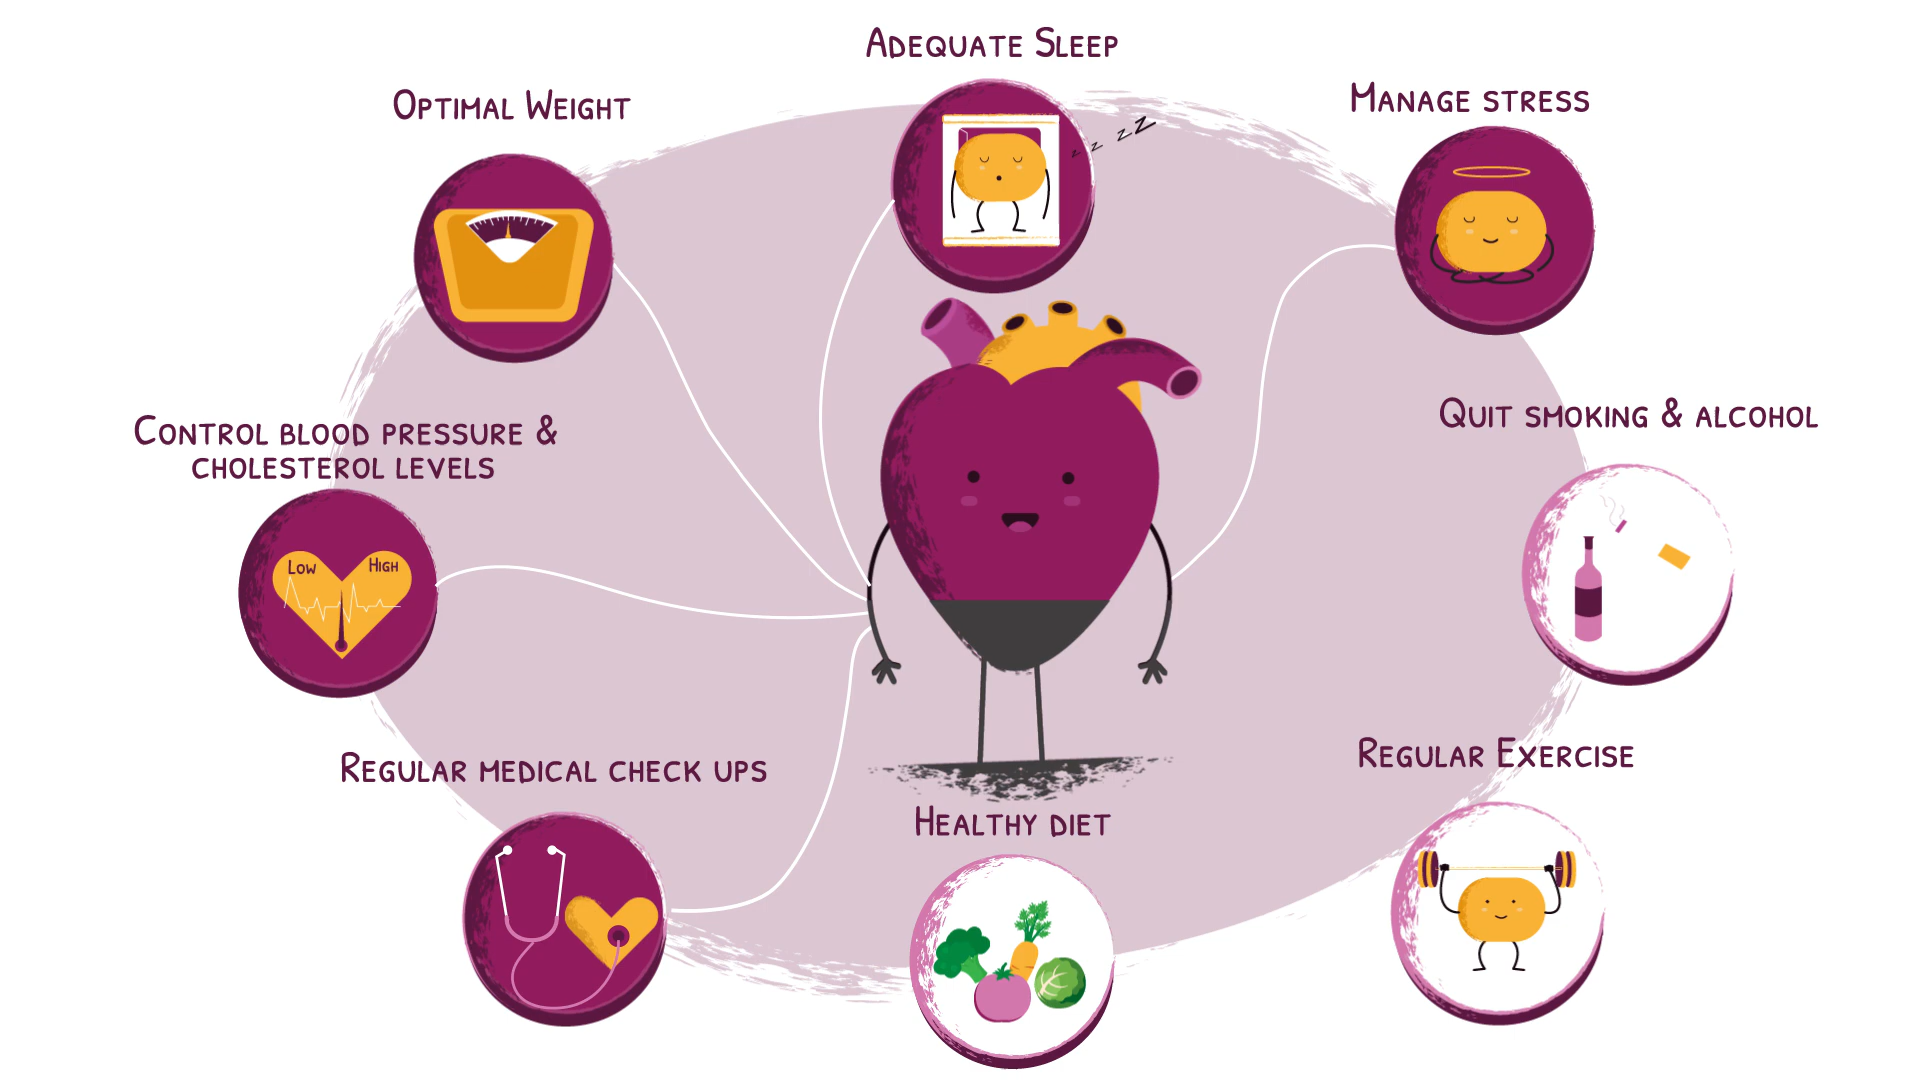 Adequate Sleep
Optimal Weight
Manage stress
z z z Z
Control blood pressure &
cholesterol levels
Low High
Quit smoking & alcohol
Regular medical check ups
Healthy diet
Regular Exercise